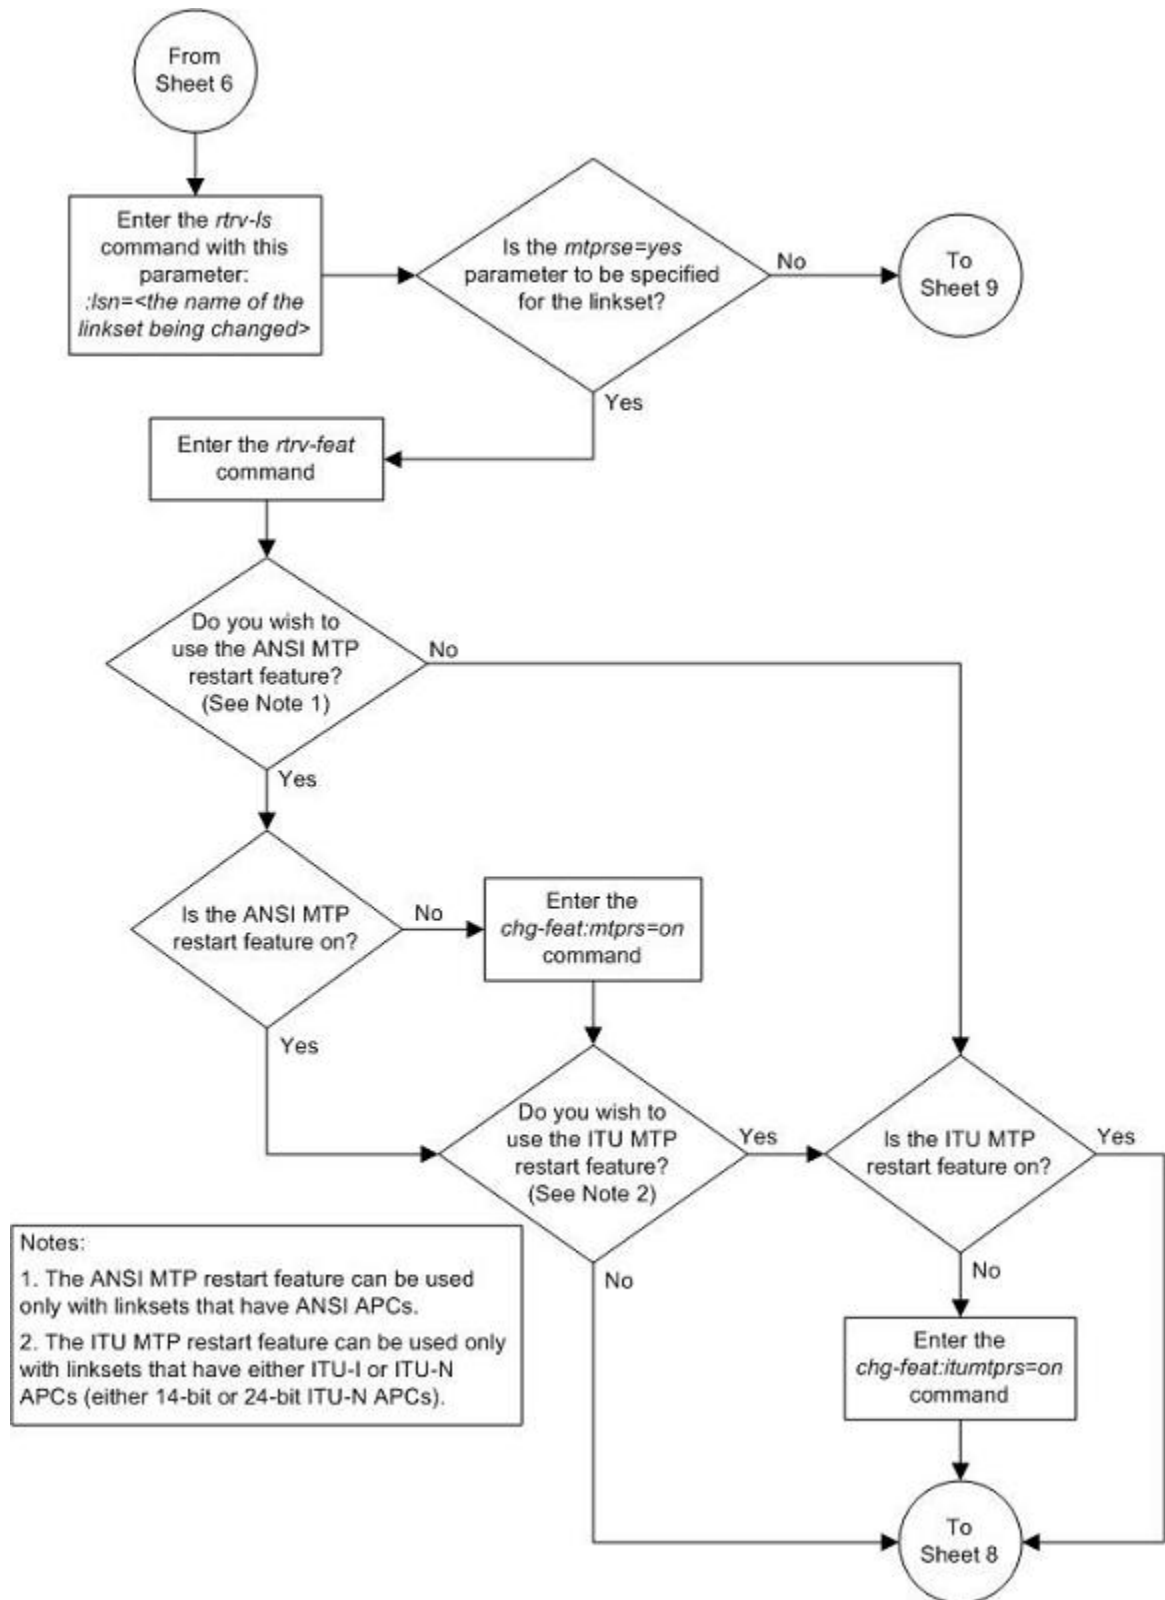 From
Sheet 6
Enter the rtrv-ls
command with this
parameter:
:lsn=<the name of the
linkset being changed>
Is the mtprse=yes
parameter to be specified
for the linkset?
No
To
Sheet 9
Yes
Enter the rtrv-feat
command
Do you wish to
use the ANSI MTP
restart feature?
(See Note 1)
No
Yes
Is the ANSI MTP
restart feature on?
No
Enter the
chg-feat:mtprs=on
command
Yes
Do you wish to
use the ITU MTP
restart feature?
(See Note 2)
Yes
Is the ITU MTP
restart feature on?
Yes
No
No
Enter the
chg-feat:itumtprs=on
command
To
Sheet 8
Notes:
1. The ANSI MTP restart feature can be used
only with linksets that have ANSI APCs.
2. The ITU MTP restart feature can be used only
with linksets that have either ITU-I or ITU-N
APCs (either 14-bit or 24-bit ITU-N APCs).